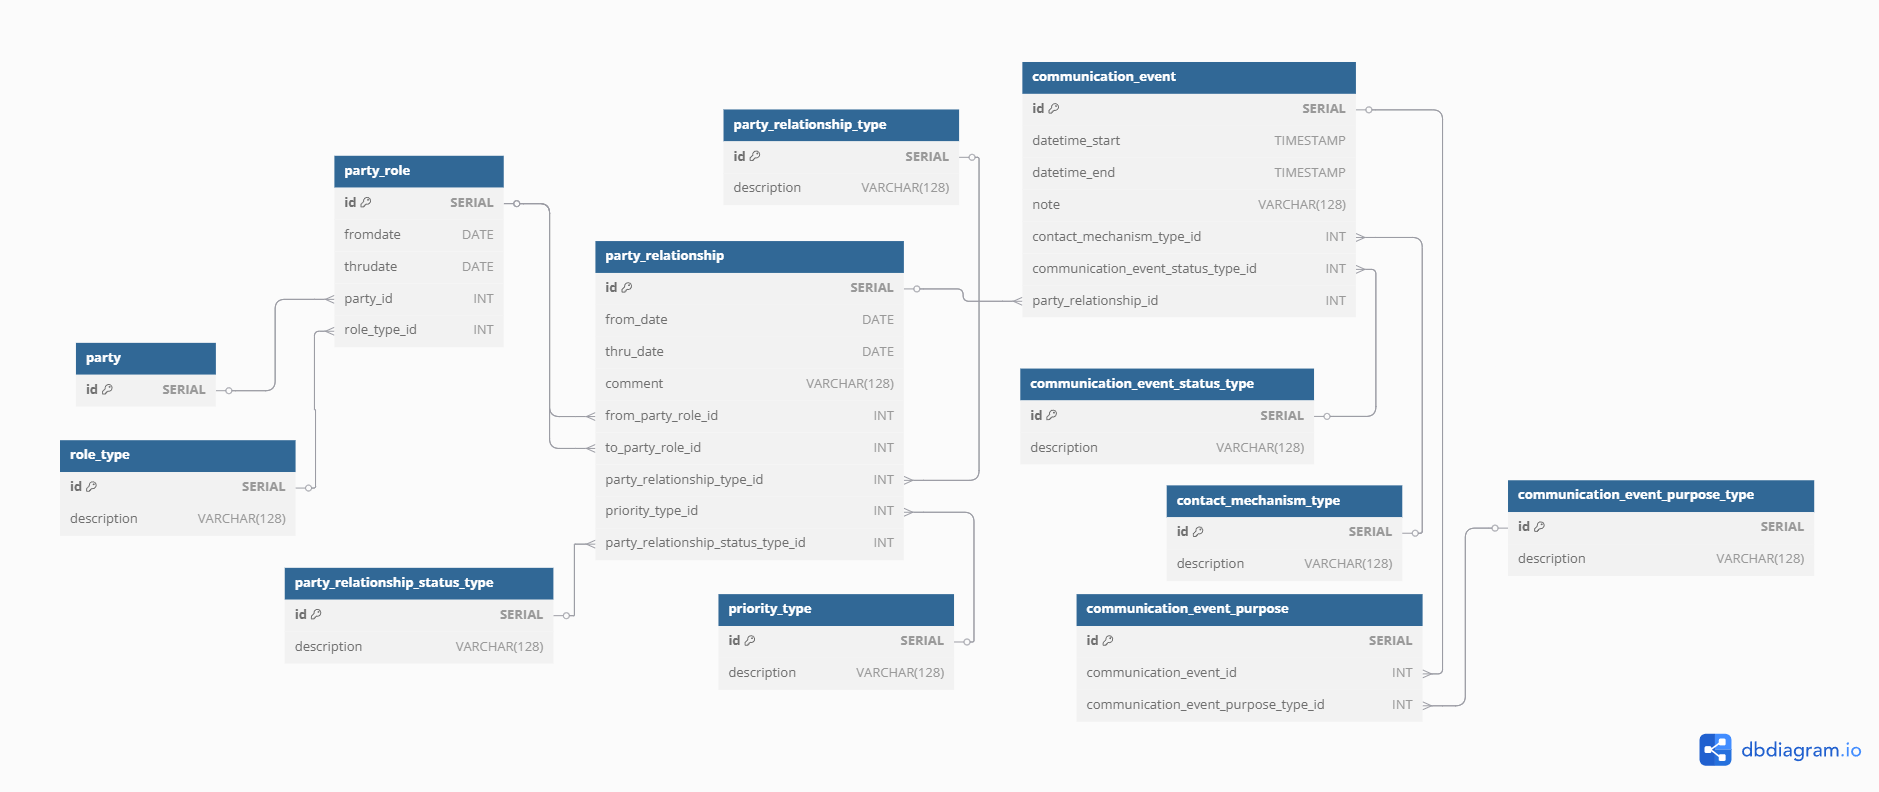 party
id SERIAL
role_type
id SERIAL
description VARCHAR(128)
party_role
id SERIAL
fromdate DATE
thrudate DATE
party_id INT
role_type_id INT
party_relationship_status_type
id SERIAL
description VARCHAR(128)
party_relationship_type
id SERIAL
description VARCHAR(128)
party_relationship
id SERIAL
from_date DATE
thru_date DATE
comment VARCHAR(128)
from_party_role_id INT
to_party_role_id INT
party_relationship_type_id INT
priority_type_id INT
party_relationship_status_type_id INT
priority_type
id SERIAL
description VARCHAR(128)
communication_event
id SERIAL
datetime_start TIMESTAMP
datetime_end TIMESTAMP
note VARCHAR(128)
contact_mechanism_type_id INT
communication_event_status_type_id INT
party_relationship_id INT
communication_event_status_type
id SERIAL
description VARCHAR(128)
contact_mechanism_type
id SERIAL
description VARCHAR(128)
communication_event_purpose
id SERIAL
communication_event_id INT
communication_event_purpose_type_id INT
communication_event_purpose_type
id SERIAL
description VARCHAR(128)
dbdiagram.io